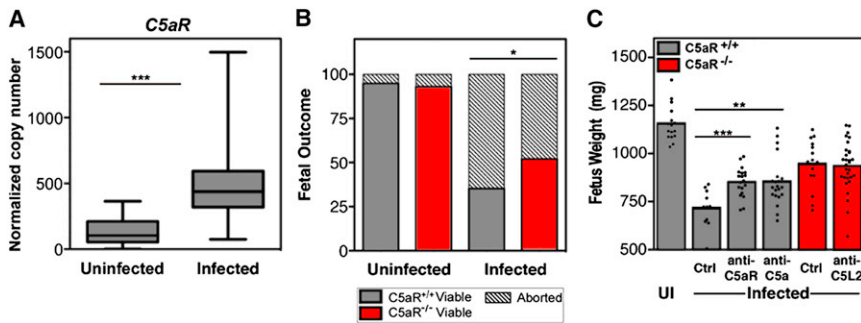 A
C5aR
Normalized copy number
1500
1000
500
0
***
Uninfected
Infected
B
Fetal Outcome
100
75
50
25
0
*
Uninfected
Infected
C5aR+/+ Viable
C5aR-/- Viable
Aborted
C
C5aR +/+
C5aR -/-
Fetus Weight (mg)
1500
1250
1000
750
500
**
***
Ctrl
anti-C5aR
anti-C5a
Ctrl
anti-C5L2
UI
Infected